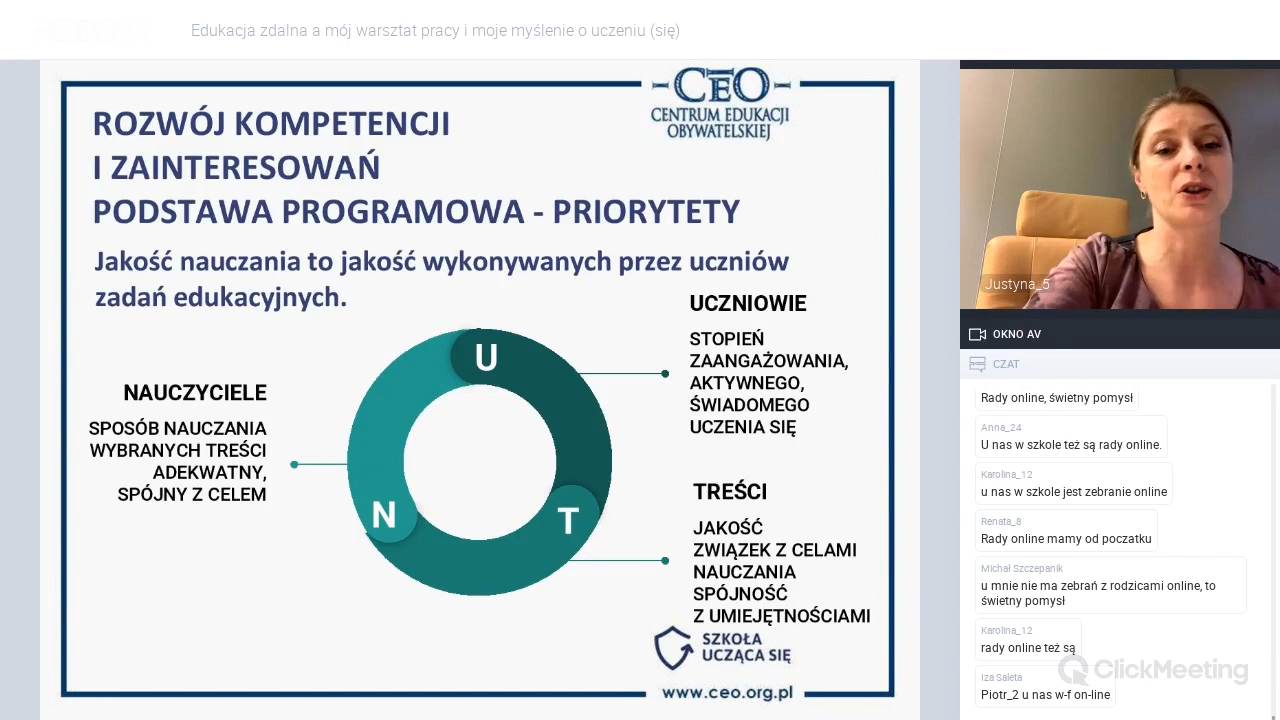 Edukacja zdalna a mój warsztat pracy i moje myślenie o uczeniu (się)
CEO
CENTRUM EDUKACJI
OBYWATELSKIEJ
ROZWÓJ KOMPETENCJI
I ZAINTERESOWAŃ
PODSTAWA PROGRAMOWA - PRIORYTETY
Jakość nauczania to jakość wykonywanych przez uczniów
zadań edukacyjnych.
UCZNIOWIE
STOPIEŃ
ZAANGAŻOWANIA,
AKTYWNEGO,
ŚWIADOMEGO
UCZENIA SIĘ
NAUCZYCIELE
SPOSÓB NAUCZANIA
WYBRANYCH TREŚCI
ADEKWATNY,
SPÓJNY Z CELEM
U
N
T
TREŚCI
JAKOŚĆ
ZWIĄZEK Z CELAMI
NAUCZANIA
SPÓJNOŚĆ
Z UMIEJĘTNOŚCIAMI
SZKOŁA
UCZĄCA SIĘ
www.ceo.org.pl
Justyna_5
OKNO AV
CZAT
Rady online, świetny pomysł
Anna_24
U nas w szkole też są rady online.
Karolina_12
u nas w szkole jest zebranie online
Renata_8
Rady online mamy od poczatku
Michał Szczepanik
u mnie nie ma zebrań z rodzicami online, to
świetny pomysł
Karolina_12
rady online też są
Iza Saleta
Piotr_2 u nas w-f on-line
ClickMeeting